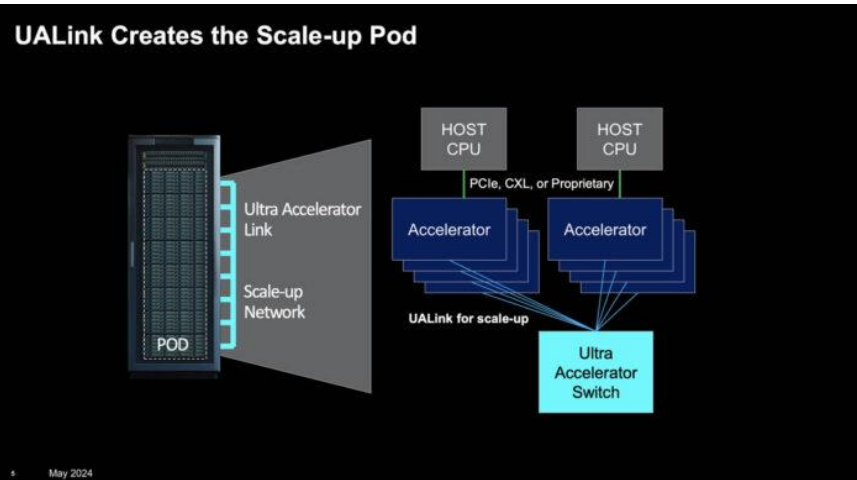 UALink Creates the Scale-up Pod
HOST
CPU
HOST
CPU
PCIe, CXL, or Proprietary
Ultra Accelerator
Link
Accelerator
Accelerator
Scale-up
Network
UALink for scale-up
POD
Ultra
Accelerator
Switch
May 2024